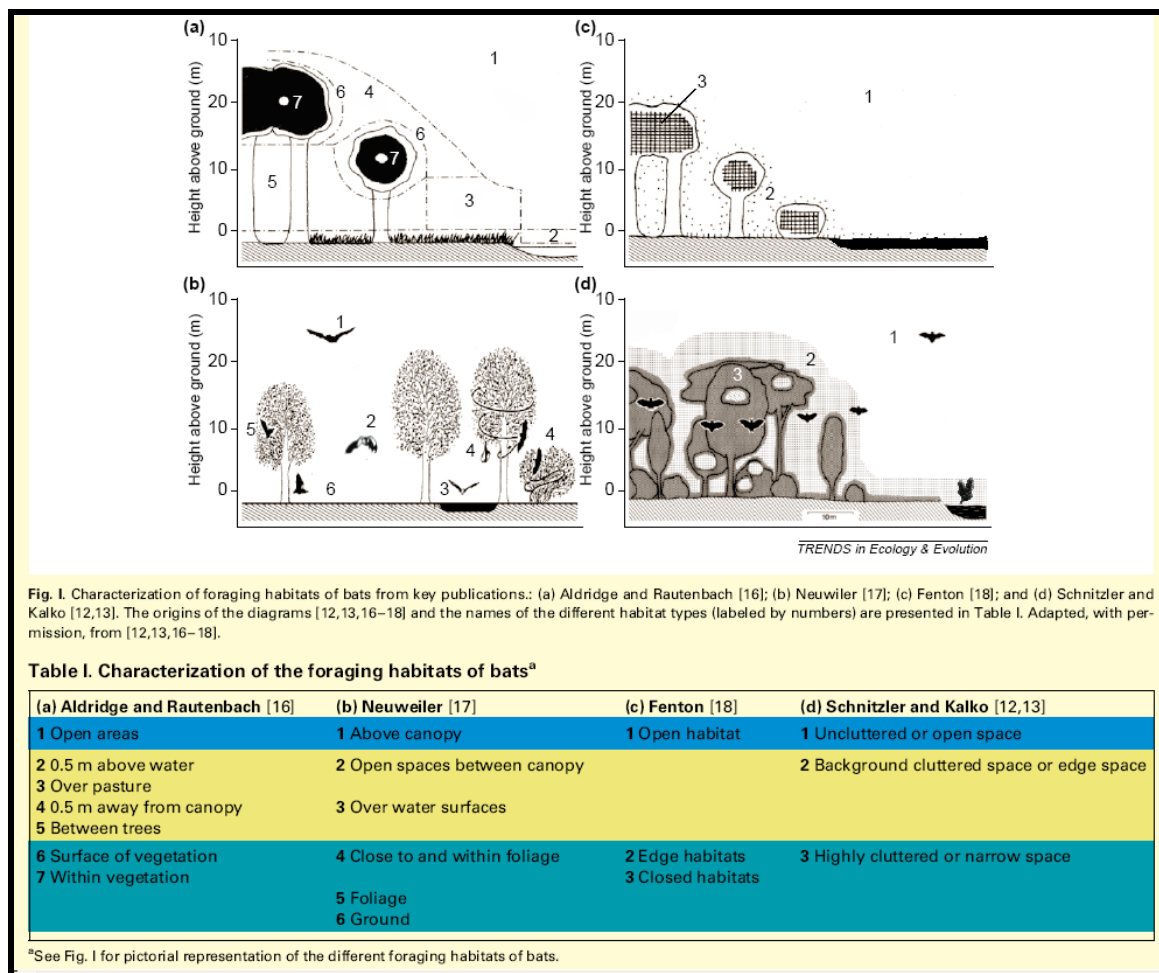 (a)
Height above ground (m)
10
20
10
0
1
6
4
7
6
7
5
3
2
(c)
Height above ground (m)
10
20
10
0
3
1
2
(b)
Height above ground (m)
10
20
10
0
1
5
2
4
4
6
3
(d)
Height above ground (m)
10
20
10
0
1
2
3
10m
TRENDS in Ecology & Evolution
Fig. I. Characterization of foraging habitats of bats from key publications.: (a) Aldridge and Rautenbach [16]; (b) Neuwiler [17]; (c) Fenton [18]; and (d) Schnitzler and
Kalko [12,13]. The origins of the diagrams [12,13,16–18] and the names of the different habitat types (labeled by numbers) are presented in Table I. Adapted, with per-
mission, from [12,13,16–18].
Table I. Characterization of the foraging habitats of batsª
(a) Aldridge and Rautenbach [16] (b) Neuweiler [17] (c) Fenton [18] (d) Schnitzler and Kalko [12,13]
1 Open areas 1 Above canopy 1 Open habitat 1 Uncluttered or open space
2 0.5 m above water 2 Open spaces between canopy 2 Background cluttered space or edge space
3 Over pasture
4 0.5 m away from canopy 3 Over water surfaces
5 Between trees
6 Surface of vegetation 4 Close to and within foliage 2 Edge habitats 3 Highly cluttered or narrow space
7 Within vegetation 3 Closed habitats
5 Foliage
6 Ground
ªSee Fig. I for pictorial representation of the different foraging habitats of bats.